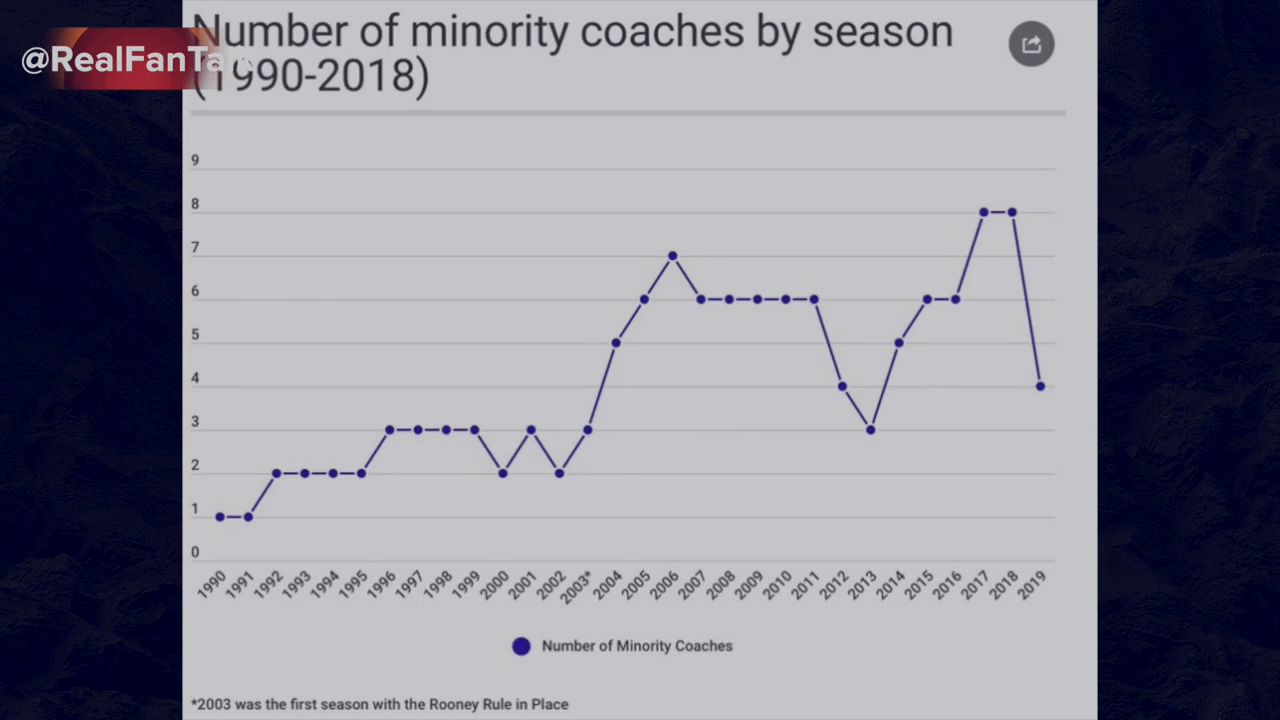 Number of minority coaches by season
(1990-2018)
@RealFanTalk
9
8
7
6
5
4
3
2
1
0
1990 1991 1992 1993 1994 1995 1996 1997 1998 1999 2000 2001 2002 2003* 2004 2005 2006 2007 2008 2009 2010 2011 2012 2013 2014 2015 2016 2017 2018 2019
Number of Minority Coaches
*2003 was the first season with the Rooney Rule in Place